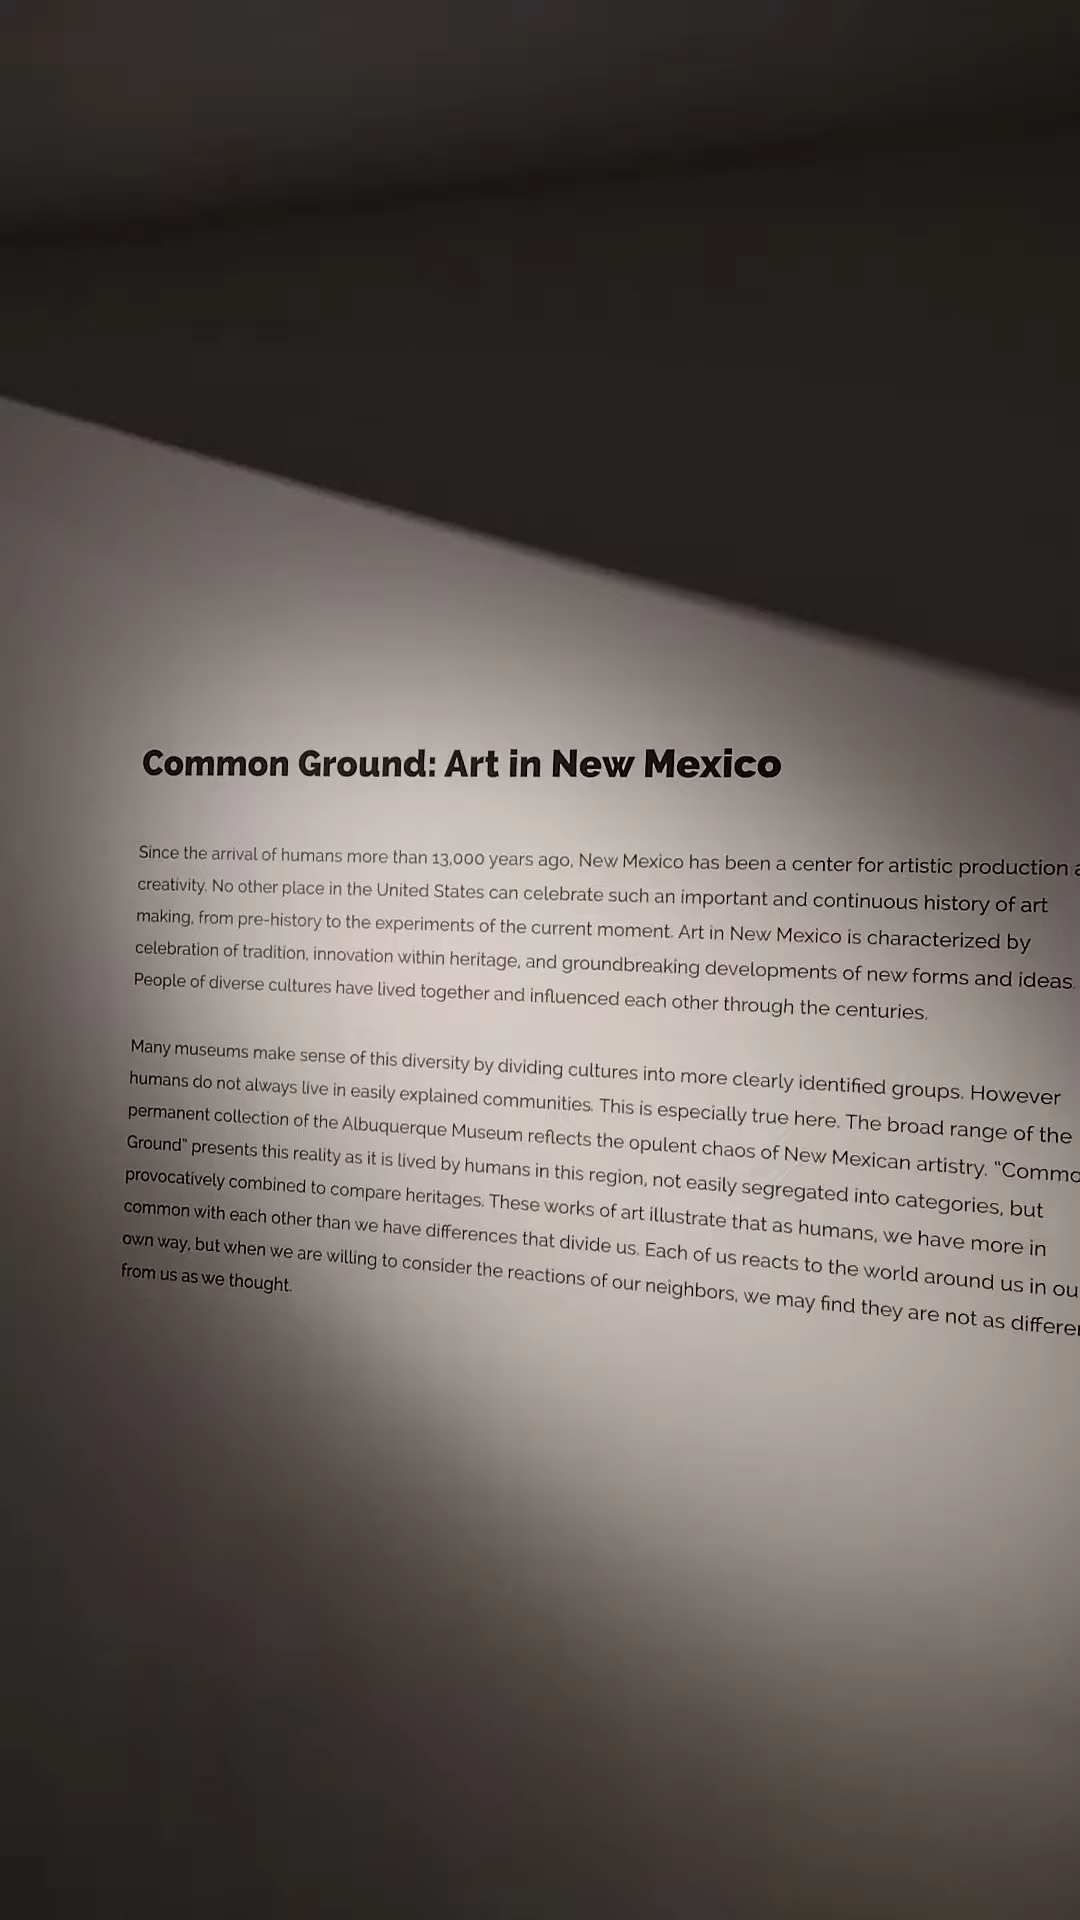 Common Ground: Art in New Mexico
Since the arrival of humans more than 13,000 years ago, New Mexico has been a center for artistic production
creativity. No other place in the United States can celebrate such an important and continuous history of art
making, from pre-history to the experiments of the current moment. Art in New Mexico is characterized by
celebration of tradition, innovation within heritage, and groundbreaking developments of new forms and ideas.
People of diverse cultures have lived together and influenced each other through the centuries.
Many museums make sense of this diversity by dividing cultures into more clearly identified groups. However
humans do not always live in easily explained communities. This is especially true here. The broad range of the
permanent collection of the Albuquerque Museum reflects the opulent chaos of New Mexican artistry. "Commo
Ground" presents this reality as it is lived by humans in this region, not easily segregated into categories, but
provocatively combined to compare heritages. These works of art illustrate that as humans, we have more in
common with each other than we have differences that divide us. Each of us reacts to the world around us in ou
own way, but when we are willing to consider the reactions of our neighbors, we may find they are not as differe
from us as we thought.